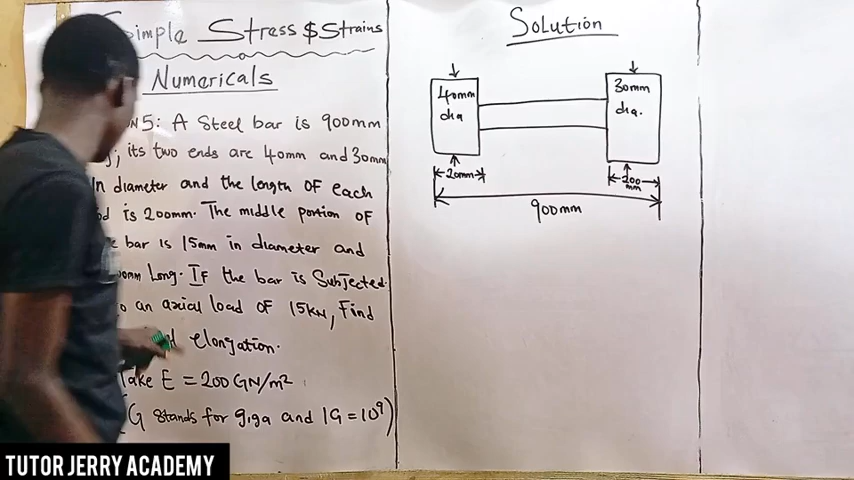 Simple Stress $ Strains
Numericals
N5: A Steel bar is 900mm
its two ends are 40mm and 30mm
In diameter and the length of each
is 200mm. The middle portion of
bar is 15mm in diameter and
Long. If the bar is Subjected
an axial load of 15kN, Find
elongation.
Take E = 200GN/m²
[G stands for giga and 1G = 10⁹)
Solution
40mm
dia
30mm
dia.
20mm
200
mm
900mm
TUTOR JERRY ACADEMY